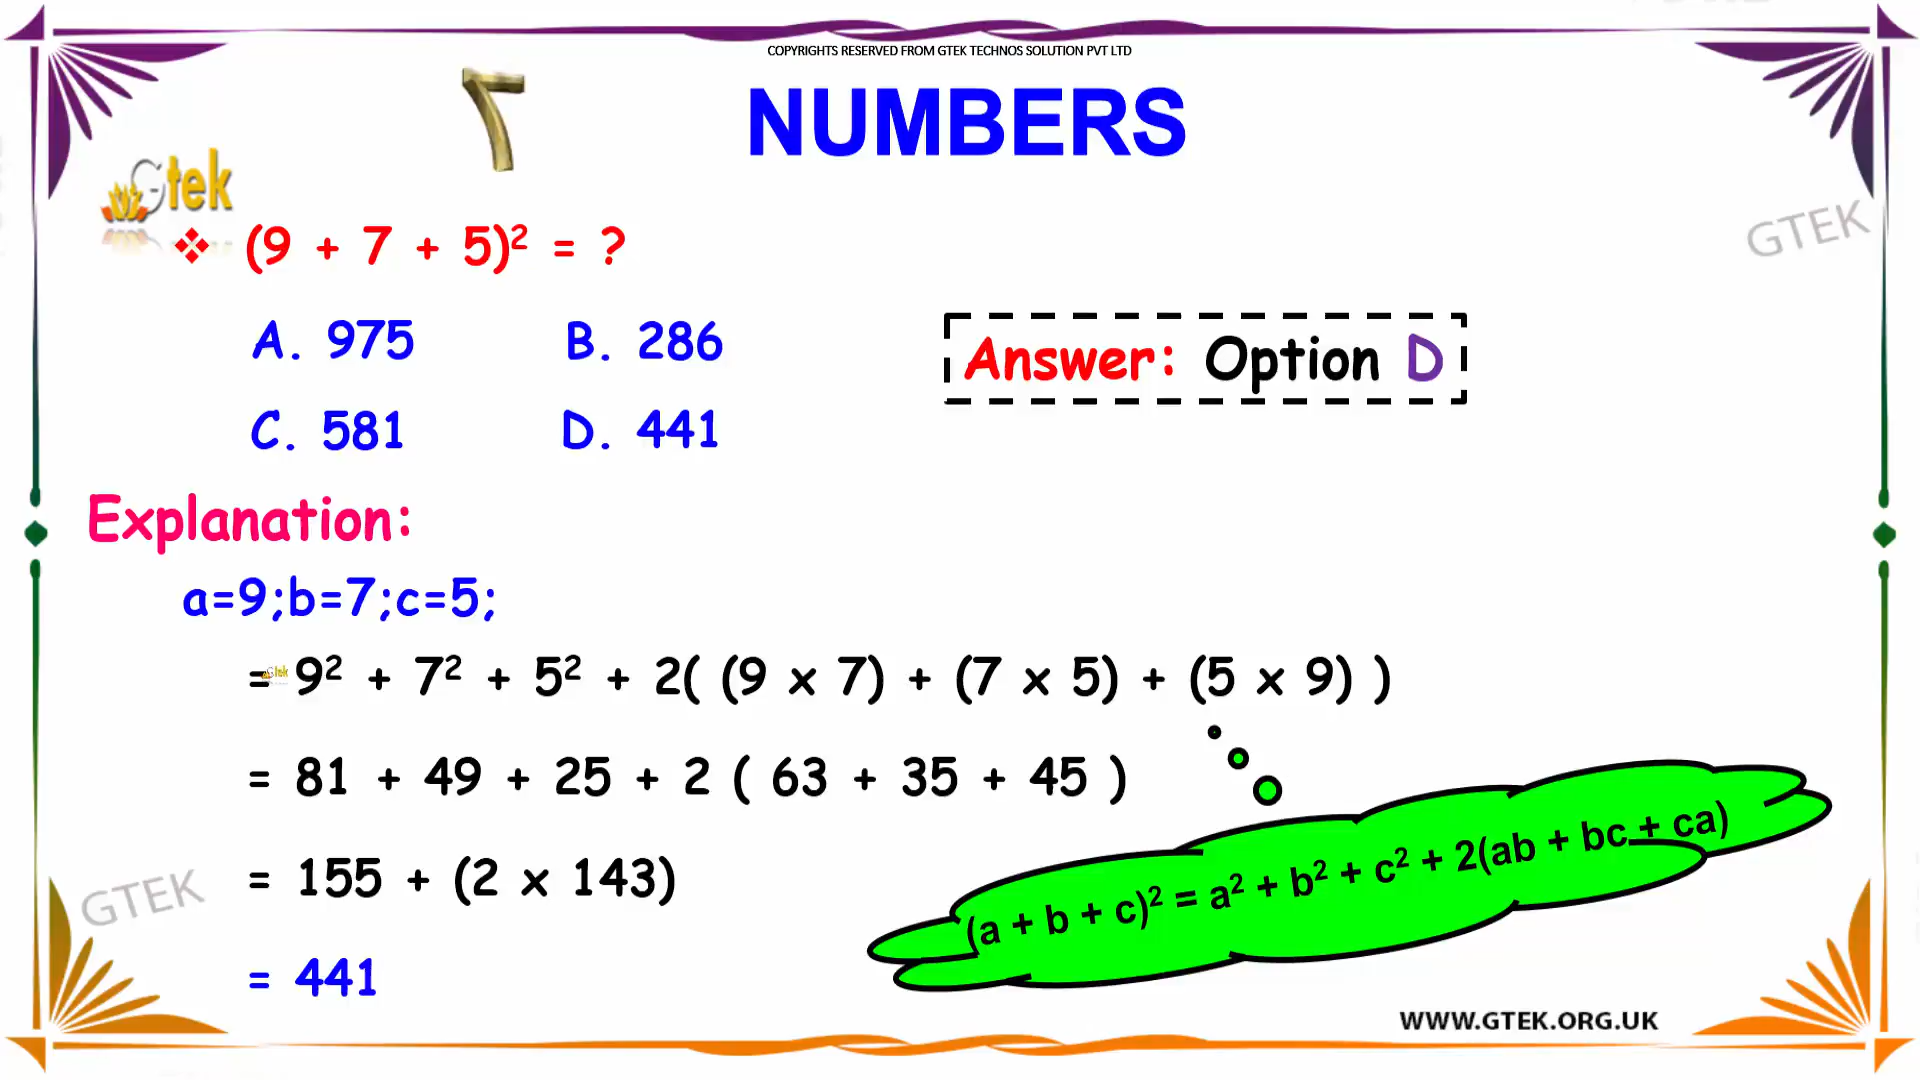 COPYRIGHTS RESERVED FROM GTEK TECHNOS SOLUTION PVT LTD
NUMBERS
Gtek
GTEK
❖ (9 + 7 + 5)² = ?
A. 975 B. 286
Answer: Option D
C. 581 D. 441
Explanation:
a=9;b=7;c=5;
= 9² + 7² + 5² + 2( (9 x 7) + (7 x 5) + (5 x 9) )
Gtek
= 81 + 49 + 25 + 2 ( 63 + 35 + 45 )
(a + b + c)² = a² + b² + c² + 2(ab + bc + ca)
= 155 + (2 x 143)
GTEK
= 441
WWW.GTEK.ORG.UK